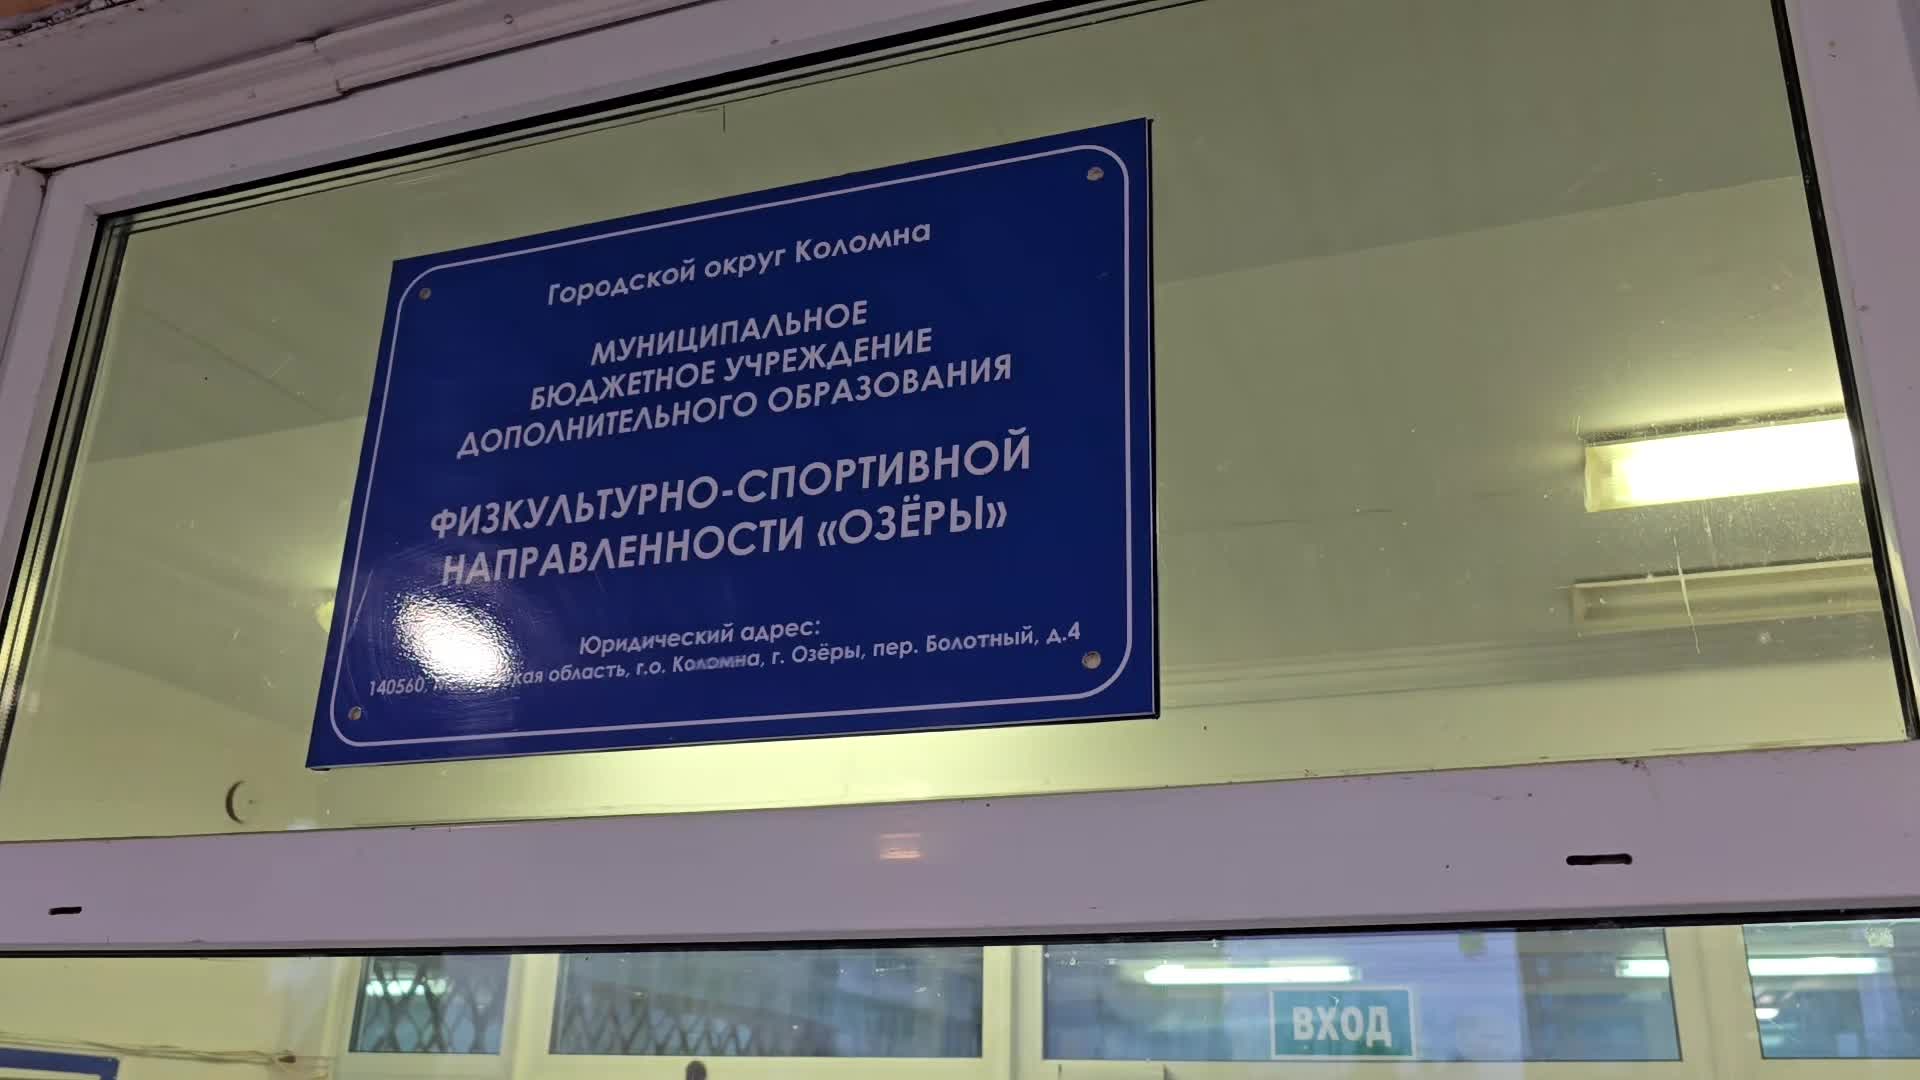 Городской округ Коломна
МУНИЦИПАЛЬНОЕ
БЮДЖЕТНОЕ УЧРЕЖДЕНИЕ
ДОПОЛНИТЕЛЬНОГО ОБРАЗОВАНИЯ
ФИЗКУЛЬТУРНО-СПОРТИВНОЙ
НАПРАВЛЕННОСТИ «ОЗЁРЫ»
Юридический адрес:
140560, область, г.о. Коломна, г. Озёры, пер. Болотный, д.4
ВХОД